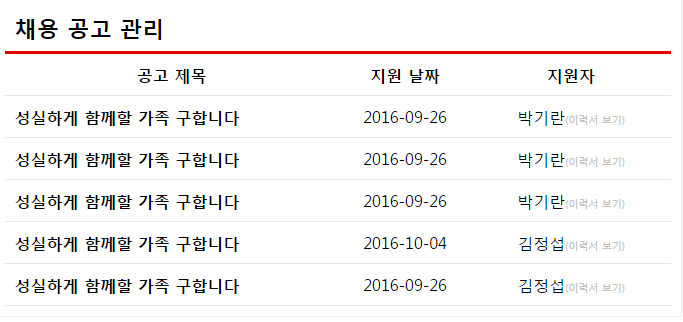 채용 공고 관리
공고 제목 지원 날짜 지원자
성실하게 함께할 가족 구합니다 2016-09-26 박기란(이력서 보기)
성실하게 함께할 가족 구합니다 2016-09-26 박기란(이력서 보기)
성실하게 함께할 가족 구합니다 2016-09-26 박기란(이력서 보기)
성실하게 함께할 가족 구합니다 2016-10-04 김정섭(이력서 보기)
성실하게 함께할 가족 구합니다 2016-09-26 김정섭(이력서 보기)